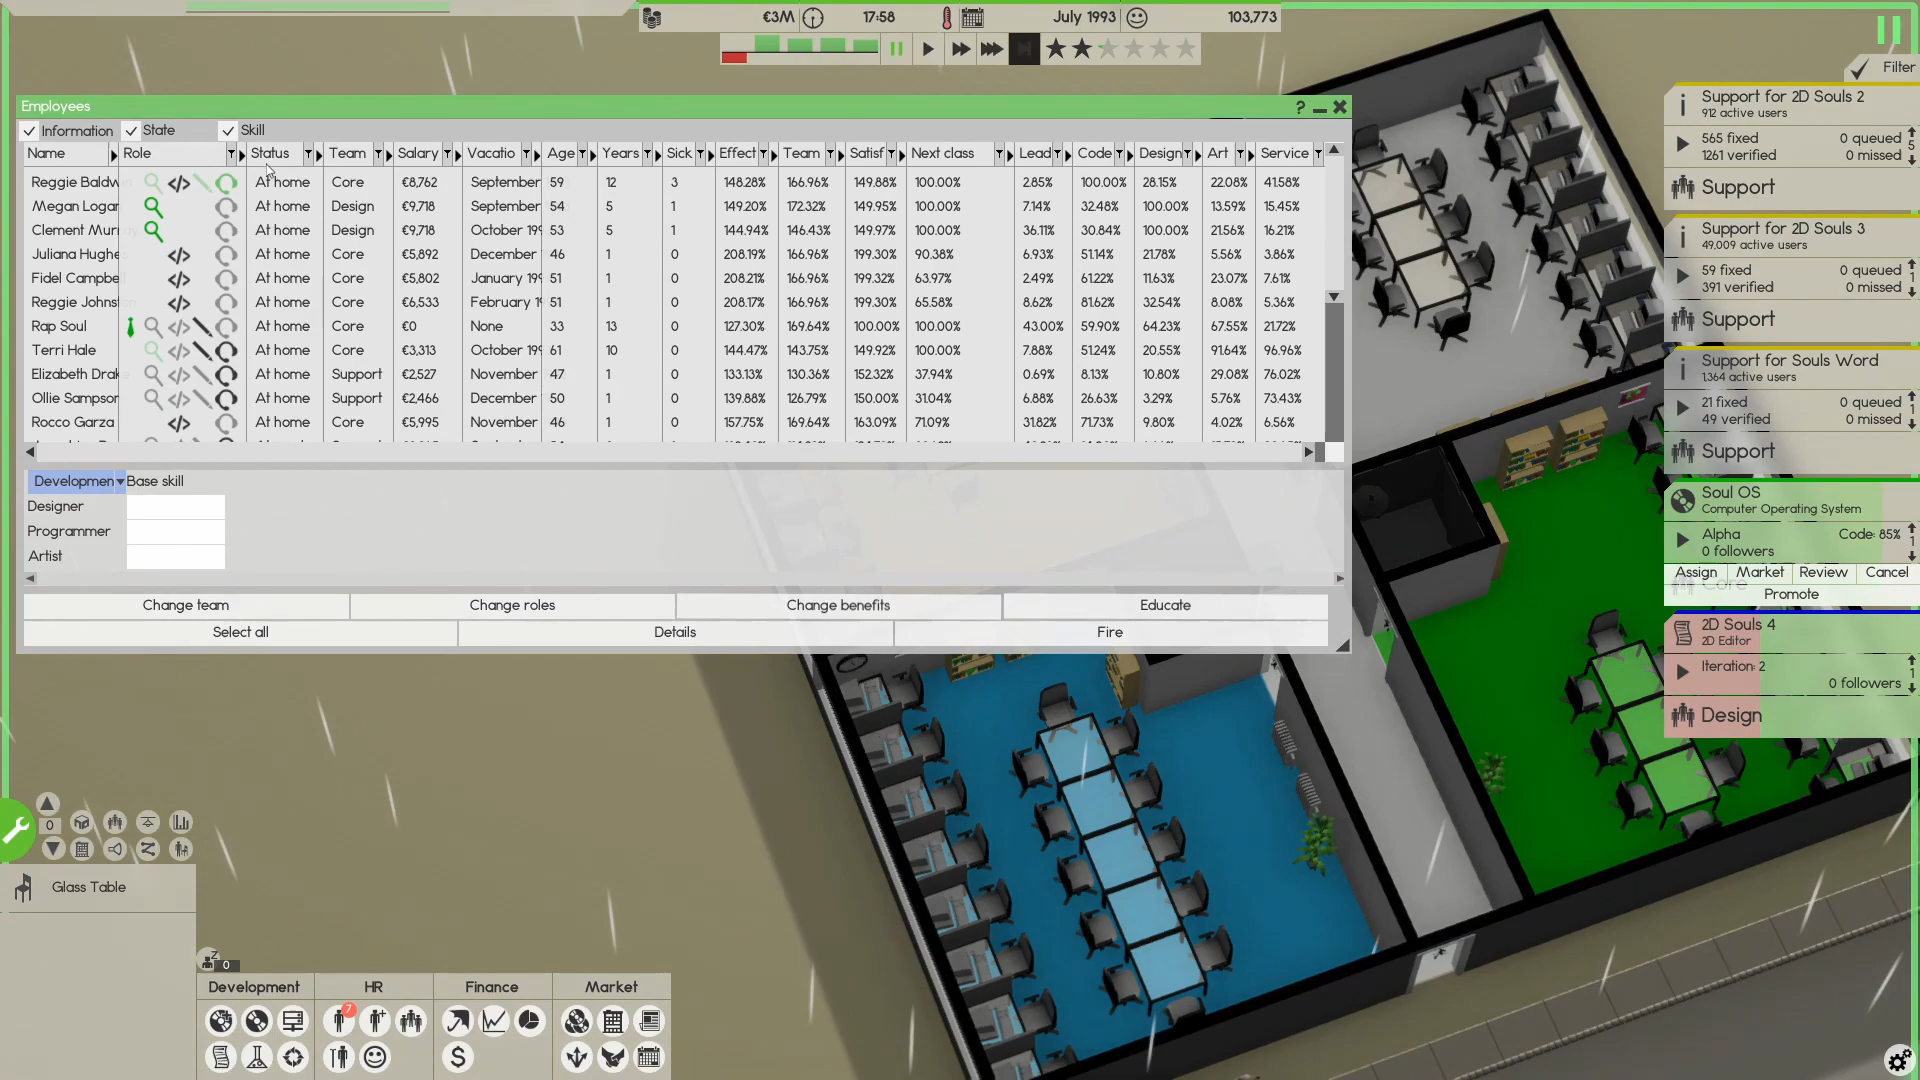 €3M 17:58 July 1993 103,773
Filter
Employees ?
Information State Skill
Name Role Status Team Salary Vacatio Age Years Sick Effect Team Satisf Next class Lead Code Design Art Service
Reggie Baldw At home Core €8,762 September 59 12 3 148.28% 166.96% 149.88% 100.00% 2.85% 100.00% 28.15% 22.08% 41.58%
Megan Logar At home Design €9,718 September 54 5 1 149.20% 172.32% 149.95% 100.00% 7.14% 32.48% 100.00% 13.59% 15.45%
Clement Murr At home Design €9,718 October 199 53 5 1 144.94% 146.43% 149.97% 100.00% 36.11% 30.84% 100.00% 21.56% 16.21%
Juliana Hughe At home Core €5,892 December 46 1 208.19% 166.96% 199.30% 90.38% 6.93% 51.14% 21.78% 5.56% 3.86%
Fidel Campbe At home Core €5,802 January 199 51 1 0 208.21% 166.96% 199.32% 63.97% 2.49% 61.22% 11.63% 23.07% 7.61%
Reggie Johnst At home Core €6,533 February 1 51 1 0 208.17% 166.96% 199.30% 65.58% 8.62% 81.62% 32.54% 8.08% 5.36%
Rap Soul At home Core €0 None 33 13 0 127.30% 169.64% 100.00% 100.00% 43.00% 59.90% 64.23% 67.55% 21.72%
Terri Hale At home Core €3,313 October 199 61 10 0 144.47% 143.75% 149.92% 100.00% 7.88% 51.24% 20.55% 91.64% 96.96%
Elizabeth Drak At home Support €2,527 November 47 1 0 133.13% 130.36% 152.32% 37.94% 0.69% 8.13% 10.80% 29.08% 76.02%
Ollie Sampsor At home Support €2,466 December 50 1 0 139.88% 126.79% 150.00% 31.04% 6.88% 26.63% 3.29% 5.76% 73.43%
Rocco Garza At home Core €5,995 November 46 1 0 157.75% 169.64% 163.09% 71.09% 31.82% 71.73% 9.80% 4.02% 6.56%
Developmen Base skill
Designer
Programmer
Artist
Change team Change roles Change benefits Educate
Select all Details Fire
Support for 2D Souls 2
912 active users
565 fixed 0 queued
1261 verified 0 missed
5
Support
Support for 2D Souls 3
49,009 active users
59 fixed 0 queued
391 verified 0 missed
1
Support
Support for Souls Word
1,364 active users
21 fixed 0 queued
49 verified 0 missed
1
Support
Soul OS
Computer Operating System
Alpha Code: 85%
0 followers
1
Assign Market Review Cancel
Core
Promote
2D Souls 4
2D Editor
Iteration: 2
0 followers
1
Design
0
Glass Table
z 0
Development HR Finance Market
7